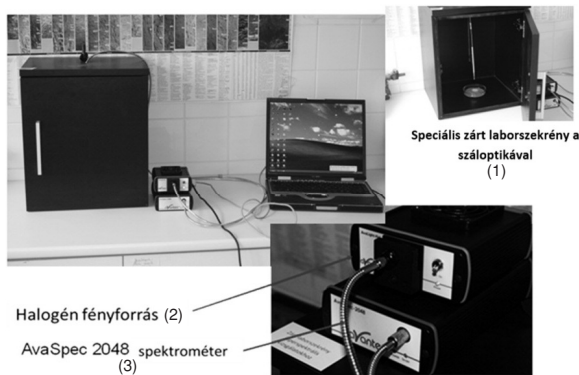 Speciális zárt laborszekrény a
száloptikával
(1)
Halogén fényforrás (2)
AvaSpec 2048 spektrométer
(3)